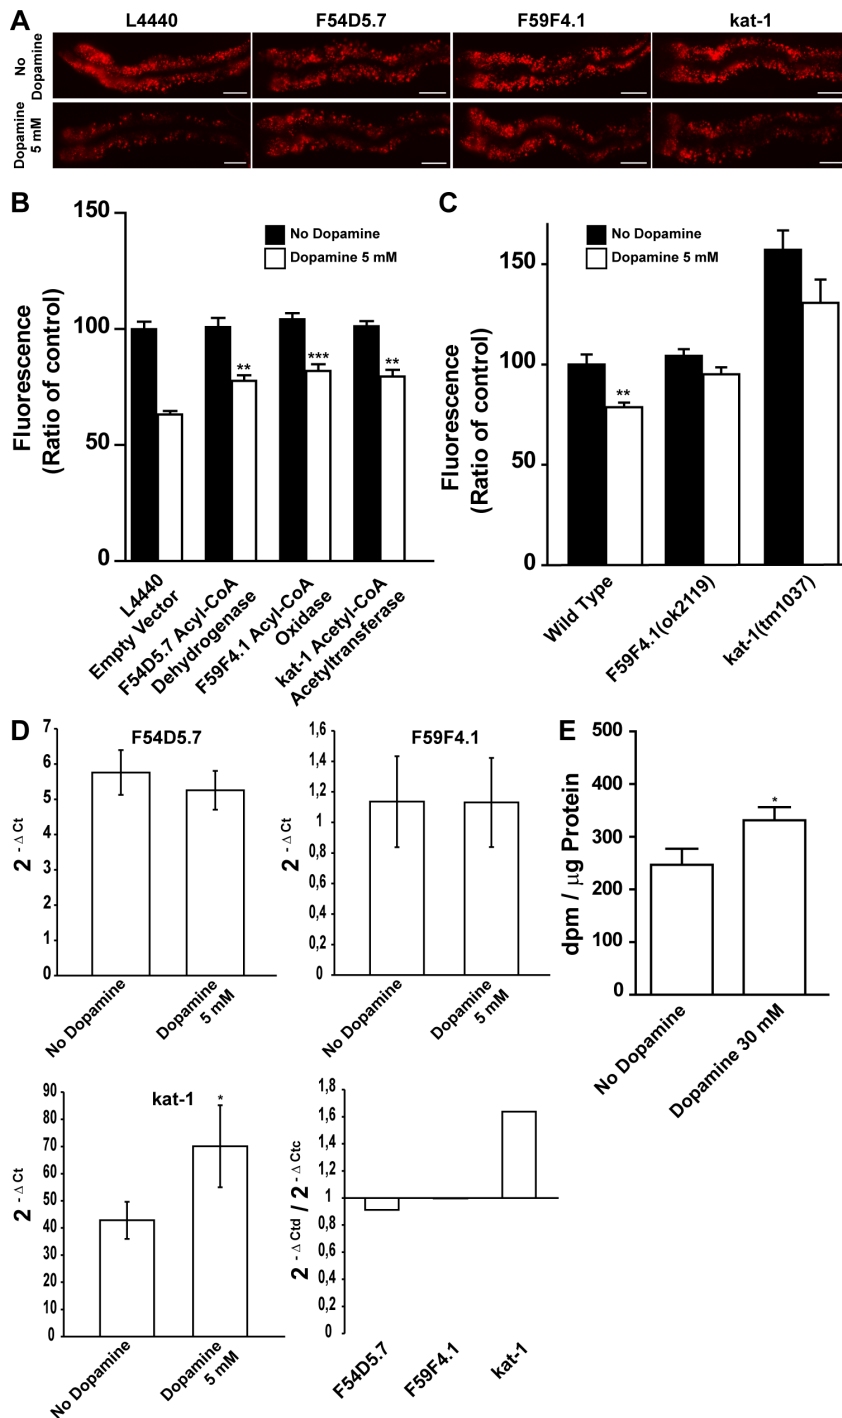 A
L4440
F54D5.7
F59F4.1
kat-1
No
Dopamine
Dopamine
5 mM
B
150
100
50
0
Fluorescence
(Ratio of control)
No Dopamine
Dopamine 5 mM
**
***
**
L4440
Empty Vector
F54D5.7 Acyl-CoA
Dehydrogenase
F59F4.1 Acyl-CoA
Oxidase
kat-1 Acetyl-CoA
Acetyltransferase
C
150
100
50
0
Fluorescence
(Ratio of control)
No Dopamine
Dopamine 5 mM
**
Wild Type
F59F4.1(ok2119)
kat-1(tm1037)
D
F54D5.7
7
6
5
4
3
2
1
0
2 - Δ Ct
No Dopamine
Dopamine
5 mM
F59F4.1
1,6
1,4
1,2
1
0,8
0,6
0,4
0,2
0
2 - Δ Ct
No Dopamine
Dopamine
5 mM
E
500
400
300
200
100
0
dpm / µg Protein
*
No Dopamine
Dopamine 30 mM
kat-1
90
80
70
60
50
40
30
20
10
0
2 - Δ Ct
*
No Dopamine
Dopamine
5 mM
1,8
1,6
1,4
1,2
1
0,8
0,6
0,4
0,2
0
2 - Δ Ctd / 2 - Δ Ctc
F54D5.7
F59F4.1
kat-1